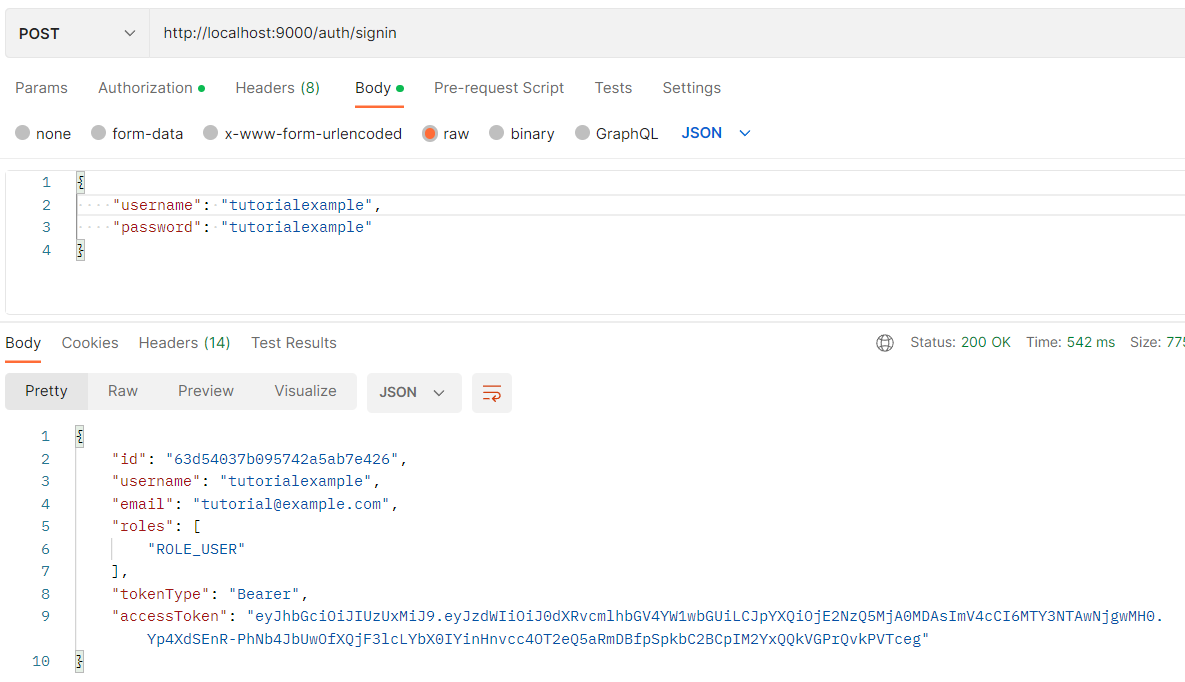 POST http://localhost:9000/auth/signin
Params Authorization Headers (8) Body Pre-request Script Tests Settings
none form-data x-www-form-urlencoded raw binary GraphQL JSON
1 {
2 "username": "tutorialexample",
3 "password": "tutorialexample"
4 }
Body Cookies Headers (14) Test Results Status: 200 OK Time: 542 ms Size: 775
Pretty Raw Preview Visualize JSON
1 {
2 "id": "63d54037b095742a5ab7e426",
3 "username": "tutorialexample",
4 "email": "tutorial@example.com",
5 "roles": [
6 "ROLE_USER"
7 ],
8 "tokenType": "Bearer",
9 "accessToken": "eyJhbGciOiJIUzUxMiJ9.eyJzdWIiOiJ0dXRvcmlhbGV4YW1wbGUiLCJpYXQiOjE2NzQ5MjA0MDAsImV4cCI6MTY3NTAwNjgwMH0.
Yp4XdSEnR-PhNb4JbUwOfXQjF3lcLYbX0IYinHnvcc4OT2eQ5aRmDBfpSpkbC2BCpIM2YxQQkVGPrQvkPVTceg"
10 }